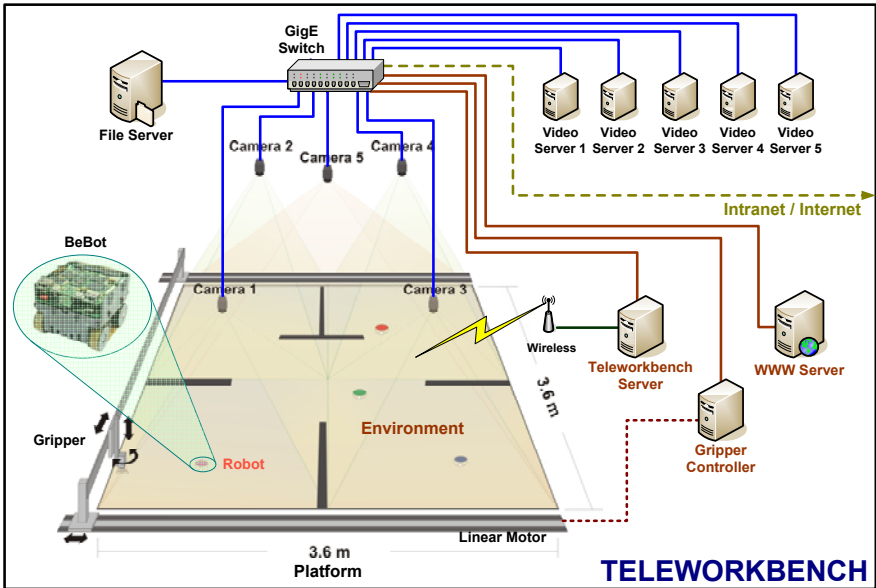 GigE
Switch
File Server
Video
Server 1
Video
Server 2
Video
Server 3
Video
Server 4
Video
Server 5
Camera 2
Camera 5
Camera 4
Intranet / Internet
BeBot
Camera 1
Camera 3
Wireless
Teleworkbench
Server
WWW Server
3.6 m
Gripper
Environment
Gripper
Controller
Robot
Linear Motor
3.6 m
Platform
TELEWORKBENCH